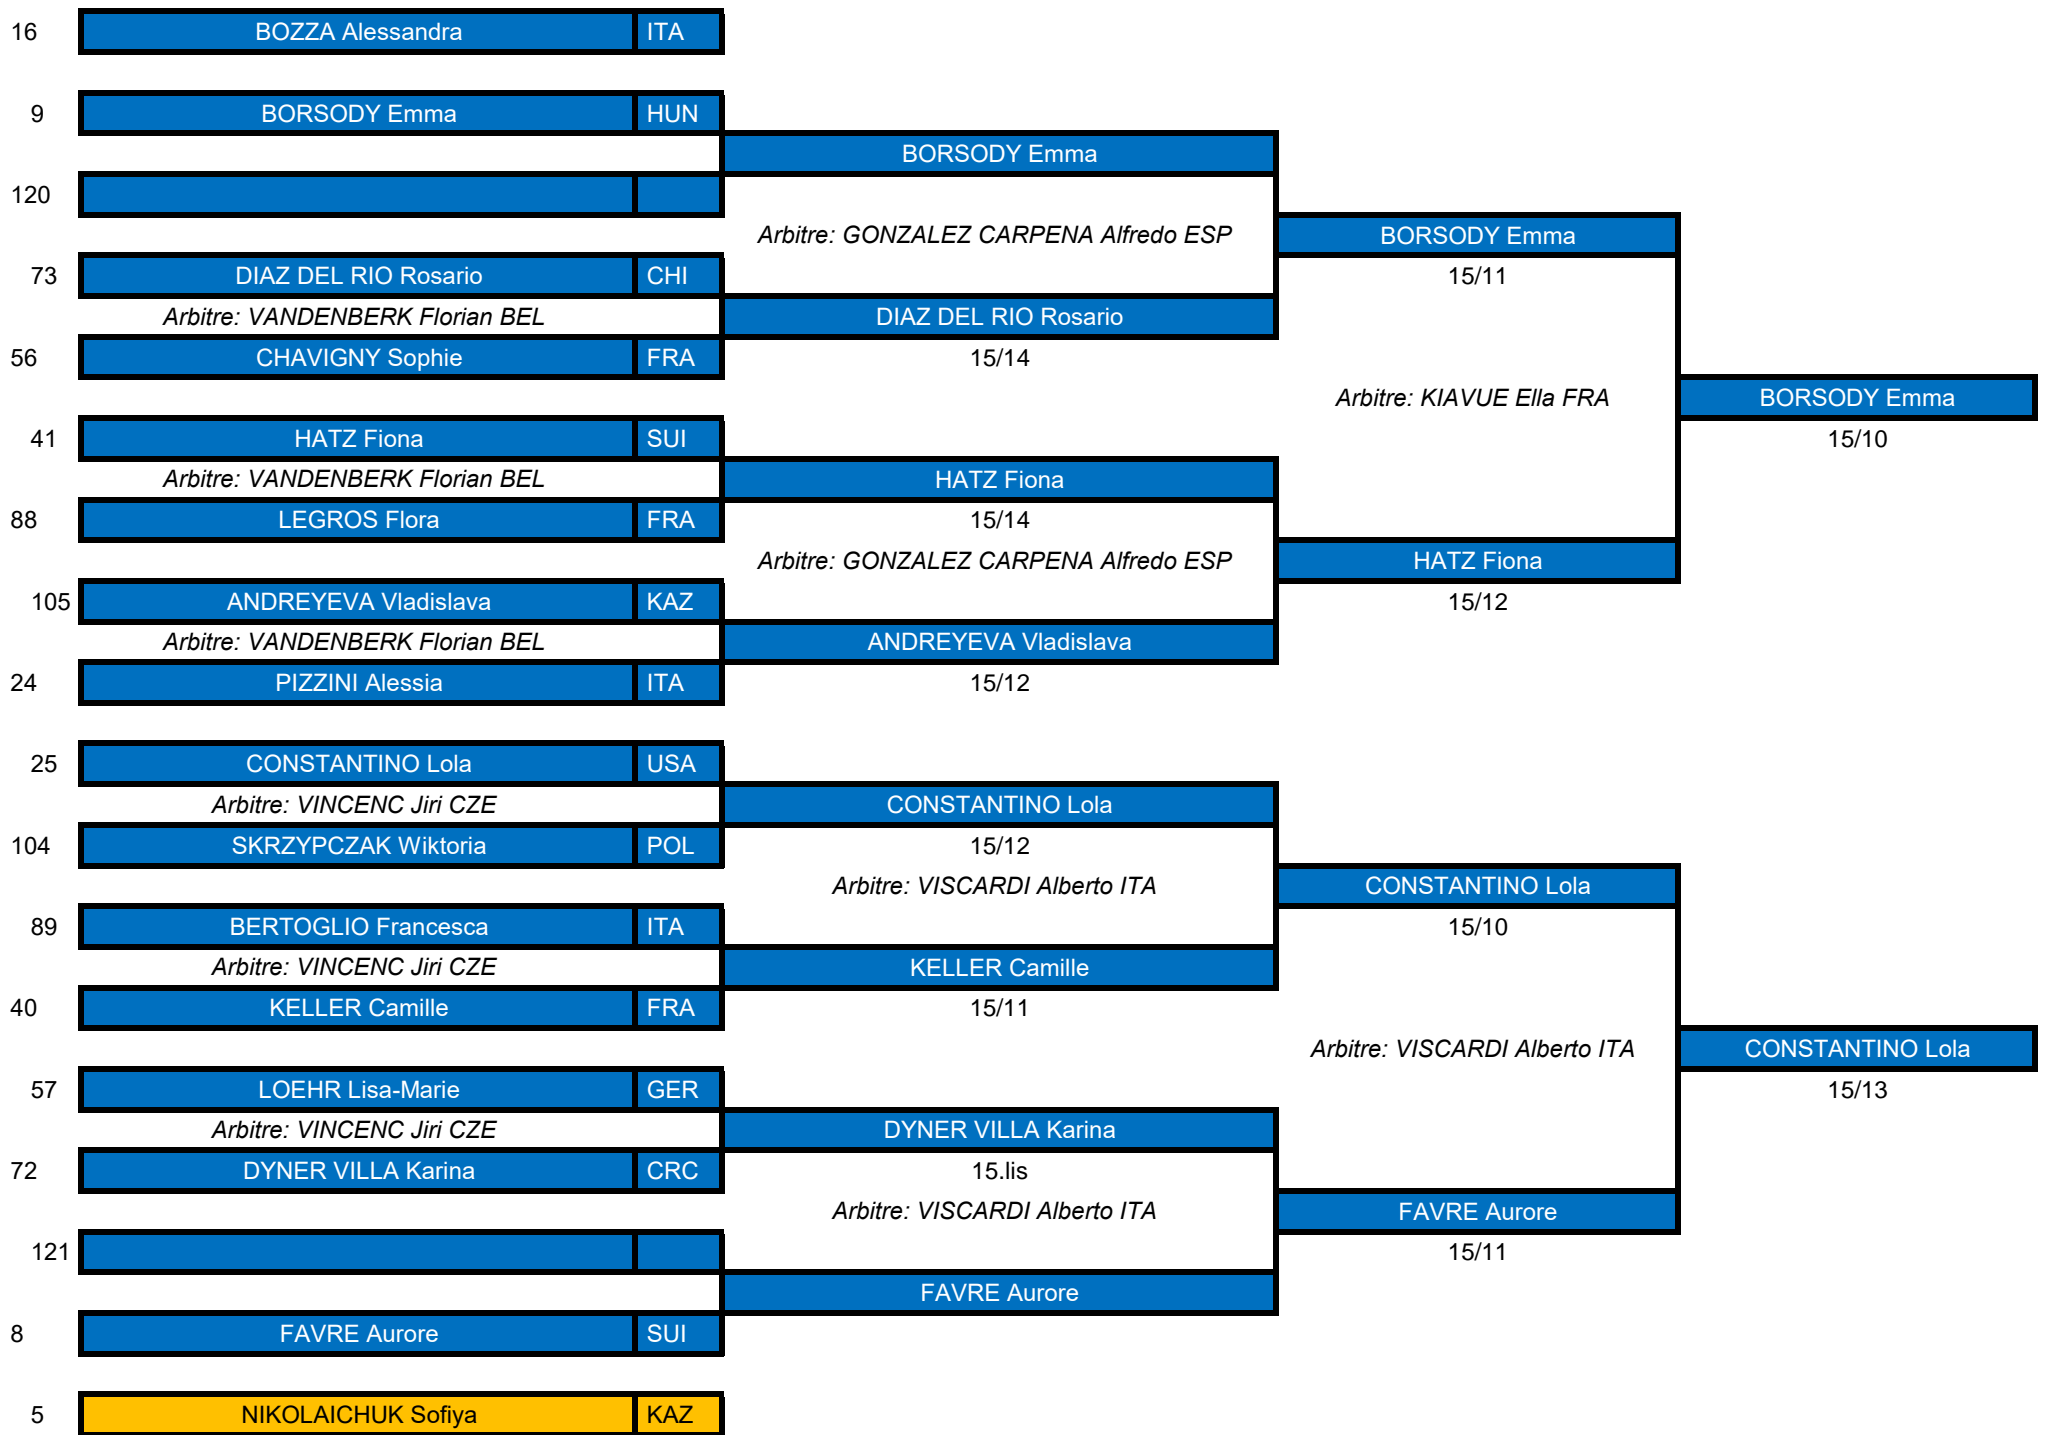 16 BOZZA Alessandra ITA
9 BORSODY Emma HUN
BORSODY Emma
120
Arbitre: GONZALEZ CARPENA Alfredo ESP BORSODY Emma
73 DIAZ DEL RIO Rosario CHI 15/11
Arbitre: VANDENBERK Florian BEL DIAZ DEL RIO Rosario
56 CHAVIGNY Sophie FRA 15/14
Arbitre: KIAVUE Ella FRA BORSODY Emma
41 HATZ Fiona SUI 15/10
Arbitre: VANDENBERK Florian BEL HATZ Fiona
88 LEGROS Flora FRA 15/14
Arbitre: GONZALEZ CARPENA Alfredo ESP HATZ Fiona
105 ANDREYEVA Vladislava KAZ 15/12
Arbitre: VANDENBERK Florian BEL ANDREYEVA Vladislava
24 PIZZINI Alessia ITA 15/12
25 CONSTANTINO Lola USA
Arbitre: VINCENC Jiri CZE CONSTANTINO Lola
104 SKRZYPCZAK Wiktoria POL 15/12
Arbitre: VISCARDI Alberto ITA CONSTANTINO Lola
89 BERTOGLIO Francesca ITA 15/10
Arbitre: VINCENC Jiri CZE KELLER Camille
40 KELLER Camille FRA 15/11
Arbitre: VISCARDI Alberto ITA CONSTANTINO Lola
57 LOEHR Lisa-Marie GER 15/13
Arbitre: VINCENC Jiri CZE DYNER VILLA Karina
72 DYNER VILLA Karina CRC 15.lis
Arbitre: VISCARDI Alberto ITA FAVRE Aurore
121 15/11
FAVRE Aurore
8 FAVRE Aurore SUI
5 NIKOLAICHUK Sofiya KAZ